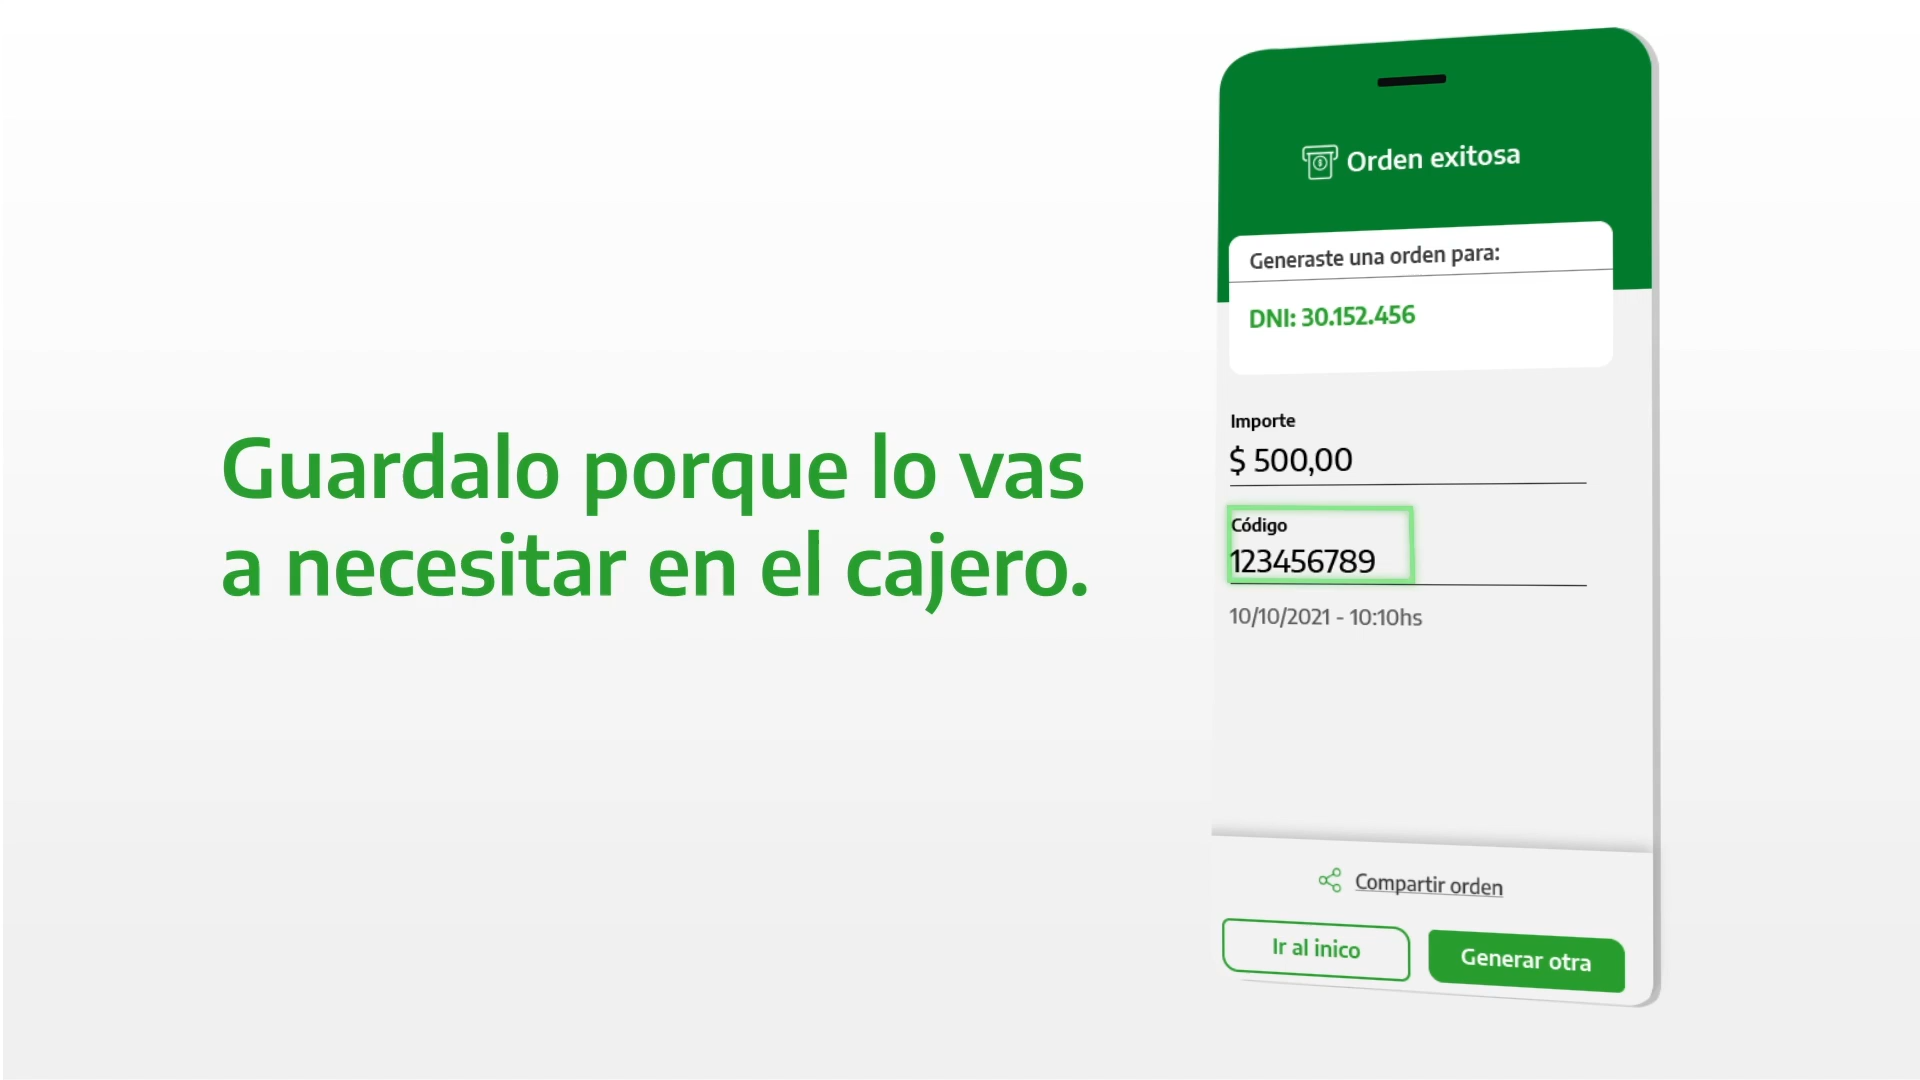 Guardalo porque lo vas
a necesitar en el cajero.
Orden exitosa
Generaste una orden para:
DNI: 30.152.456
Importe
$ 500,00
Código
123456789
10/10/2021 - 10:10hs
Compartir orden
Ir al inico
Generar otra